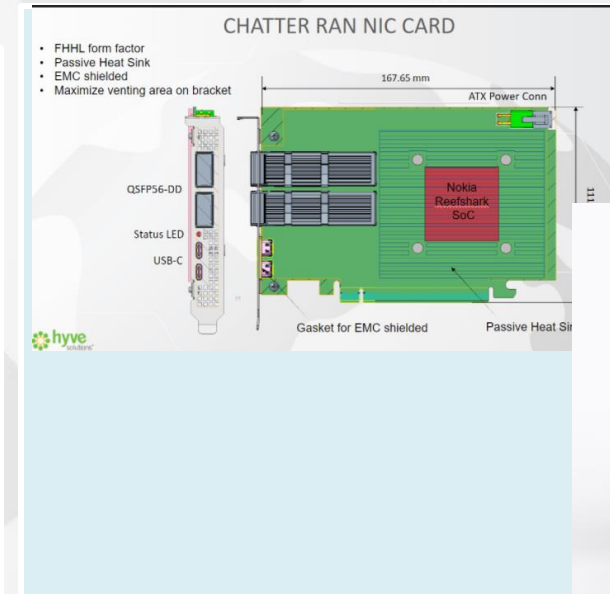 CHATTER RAN NIC CARD
• FHHL form factor
• Passive Heat Sink
• EMC shielded
• Maximize venting area on bracket
167.65 mm
ATX Power Conn
QSFP56-DD
Status LED
USB-C
Nokia
Reefshark
SoC
111
Gasket for EMC shielded
Passive Heat Sin
hyve
solutions